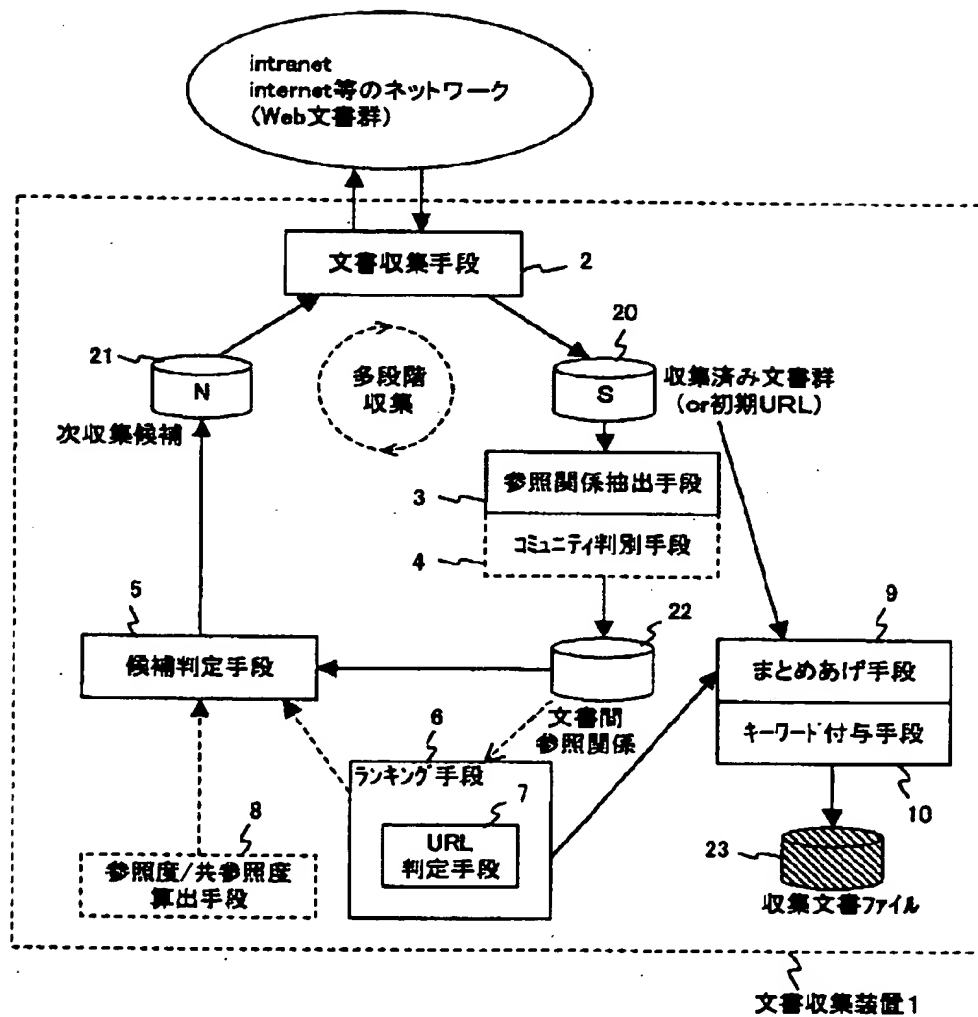 intranet
internet等のネットワーク
(Web文書群)
文書収集手段
2
20
21
N
次収集候補
多段階
収集
S
収集済み文書群
(or初期URL)
参照関係抽出手段
3
コミュニティ判別手段
4
5
候補判定手段
22
文書間
参照関係
9
まとめあげ手段
キーワード付与手段
10
6
ランキング手段
7
URL
判定手段
8
参照度/共参照度
算出手段
23
収集文書ファイル
文書収集装置1